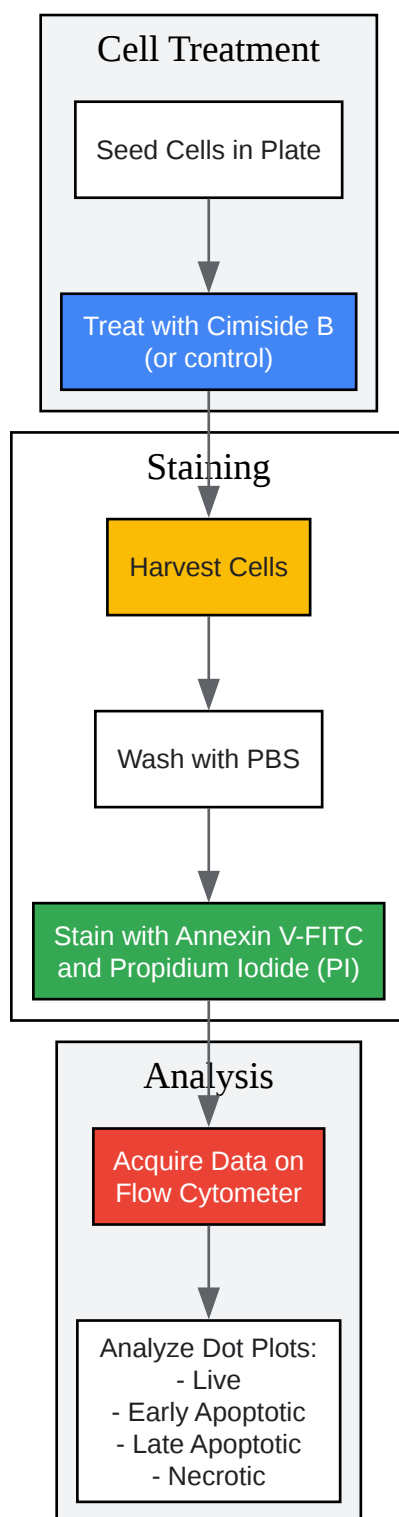 Cell Treatment
Seed Cells in Plate
Treat with Cimiside B
(or control)
Staining
Harvest Cells
Wash with PBS
Stain with Annexin V-FITC
and Propidium Iodide (PI)
Analysis
Acquire Data on
Flow Cytometer
Analyze Dot Plots:
- Live
- Early Apoptotic
- Late Apoptotic
- Necrotic